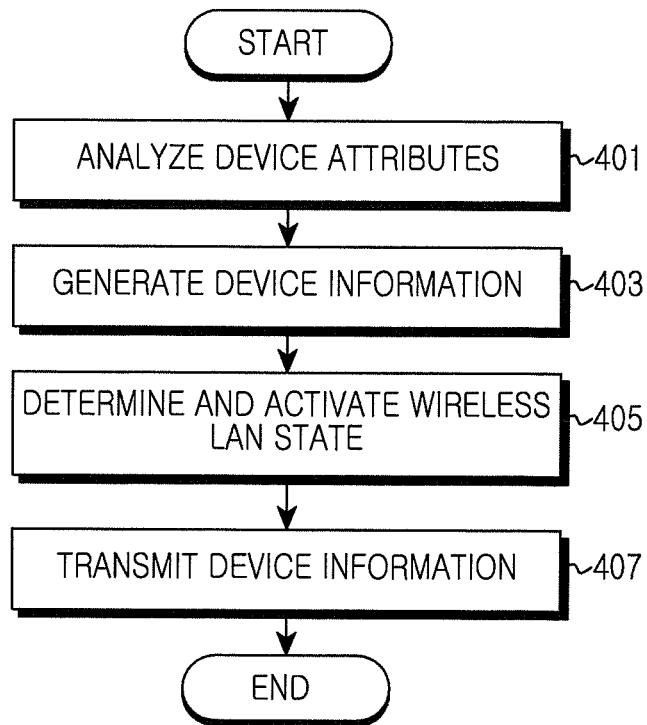 START
ANALYZE DEVICE ATTRIBUTES
401
GENERATE DEVICE INFORMATION
403
DETERMINE AND ACTIVATE WIRELESS
LAN STATE
405
TRANSMIT DEVICE INFORMATION
407
END